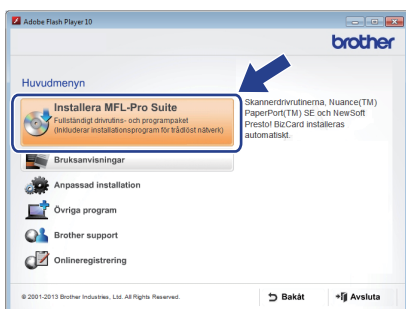 Adobe Flash Player 10
brother
Huvudmenyn
Installera MFL-Pro Suite
Fullständigt drivrutins- och programpaket
(Inkluderar installationsprogram för trådlöst nätverk)
Skannerdrivrutinerna, Nuance(TM)
PaperPort(TM) SE och NewSoft
Presto! BizCard installeras
automatiskt.
Bruksanvisningar
Anpassad installation
Övriga program
Brother support
Onlineregistrering
© 2001-2013 Brother Industries, Ltd. All Rights Reserved.
Bakåt
Avsluta